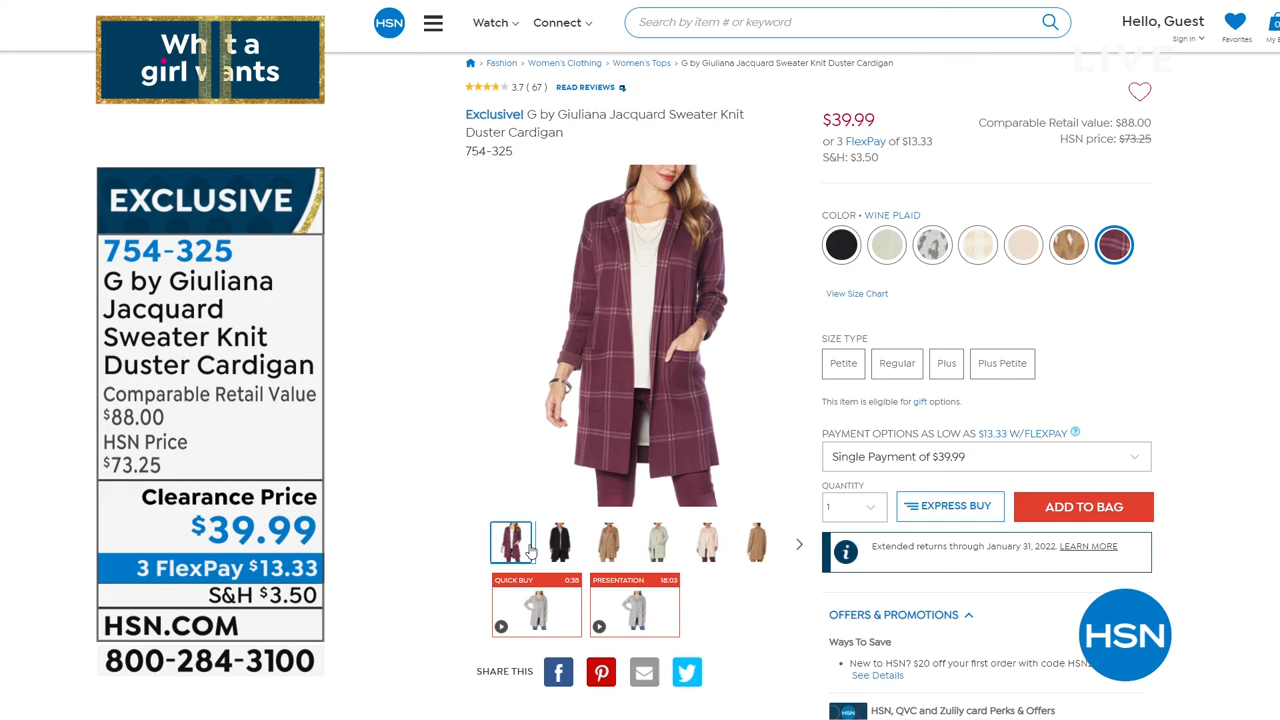 What a
girl wants
EXCLUSIVE
754-325
G by Giuliana
Jacquard
Sweater Knit
Duster Cardigan
Comparable Retail Value
$88.00
HSN Price
$73.25
Clearance Price
$39.99
3 FlexPay $13.33
S&H $3.50
HSN.COM
800-284-3100
HSN
Watch
Connect
Search by item # or keyword
Hello, Guest
Sign In
Favorites
0
LIVE
Fashion > Women's Clothing > Women's Tops > G by Giuliana Jacquard Sweater Knit Duster Cardigan
3.7 ( 67 ) READ REVIEWS
Exclusive! G by Giuliana Jacquard Sweater Knit
Duster Cardigan
754-325
QUICK BUY 0:36
PRESENTATION 18:03
SHARE THIS
$39.99
or 3 FlexPay of $13.33
S&H: $3.50
Comparable Retail value: $88.00
HSN price: $73.25
COLOR • WINE PLAID
View Size Chart
SIZE TYPE
Petite
Regular
Plus
Plus Petite
This item is eligible for gift options.
PAYMENT OPTIONS AS LOW AS $13.33 W/FLEXPAY ?
Single Payment of $39.99
QUANTITY
1
EXPRESS BUY
ADD TO BAG
Extended returns through January 31, 2022. LEARN MORE
OFFERS & PROMOTIONS
Ways To Save
• New to HSN? $20 off your first order with code
See Details
HSN
HSN, QVC and Zulily card Perks & Offers
HSN